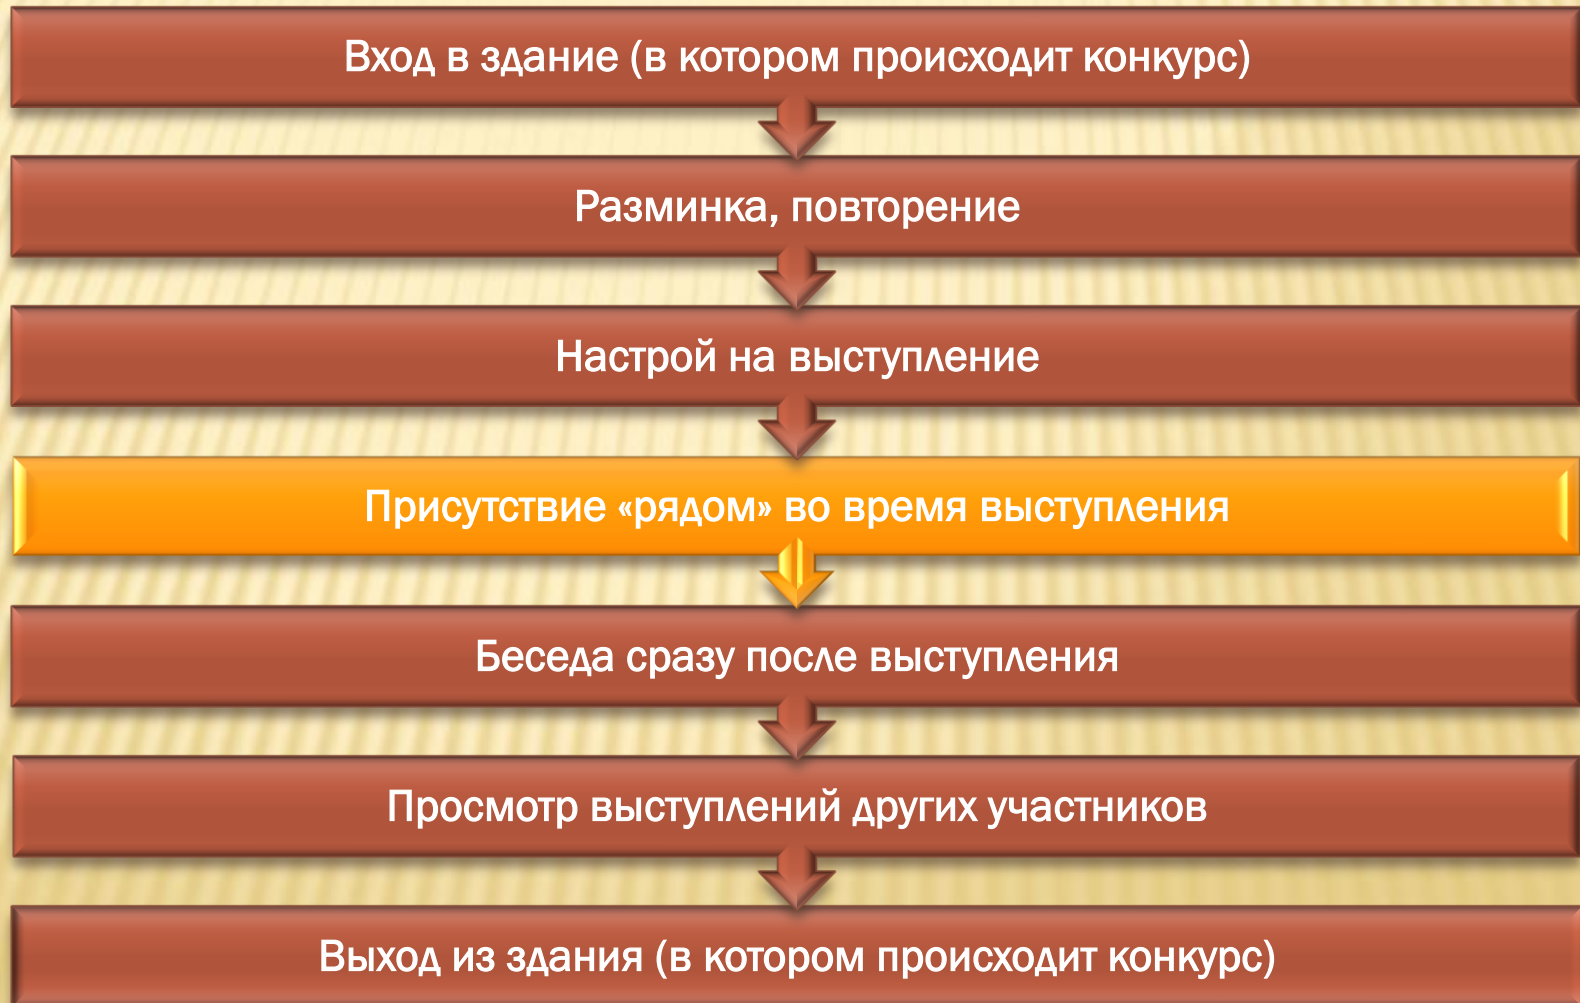 Вход в здание (в котором происходит конкурс)
Разминка, повторение
Настрой на выступление
Присутствие «рядом» во время выступления
Беседа сразу после выступления
Просмотр выступлений других участников
Выход из здания (в котором происходит конкурс)